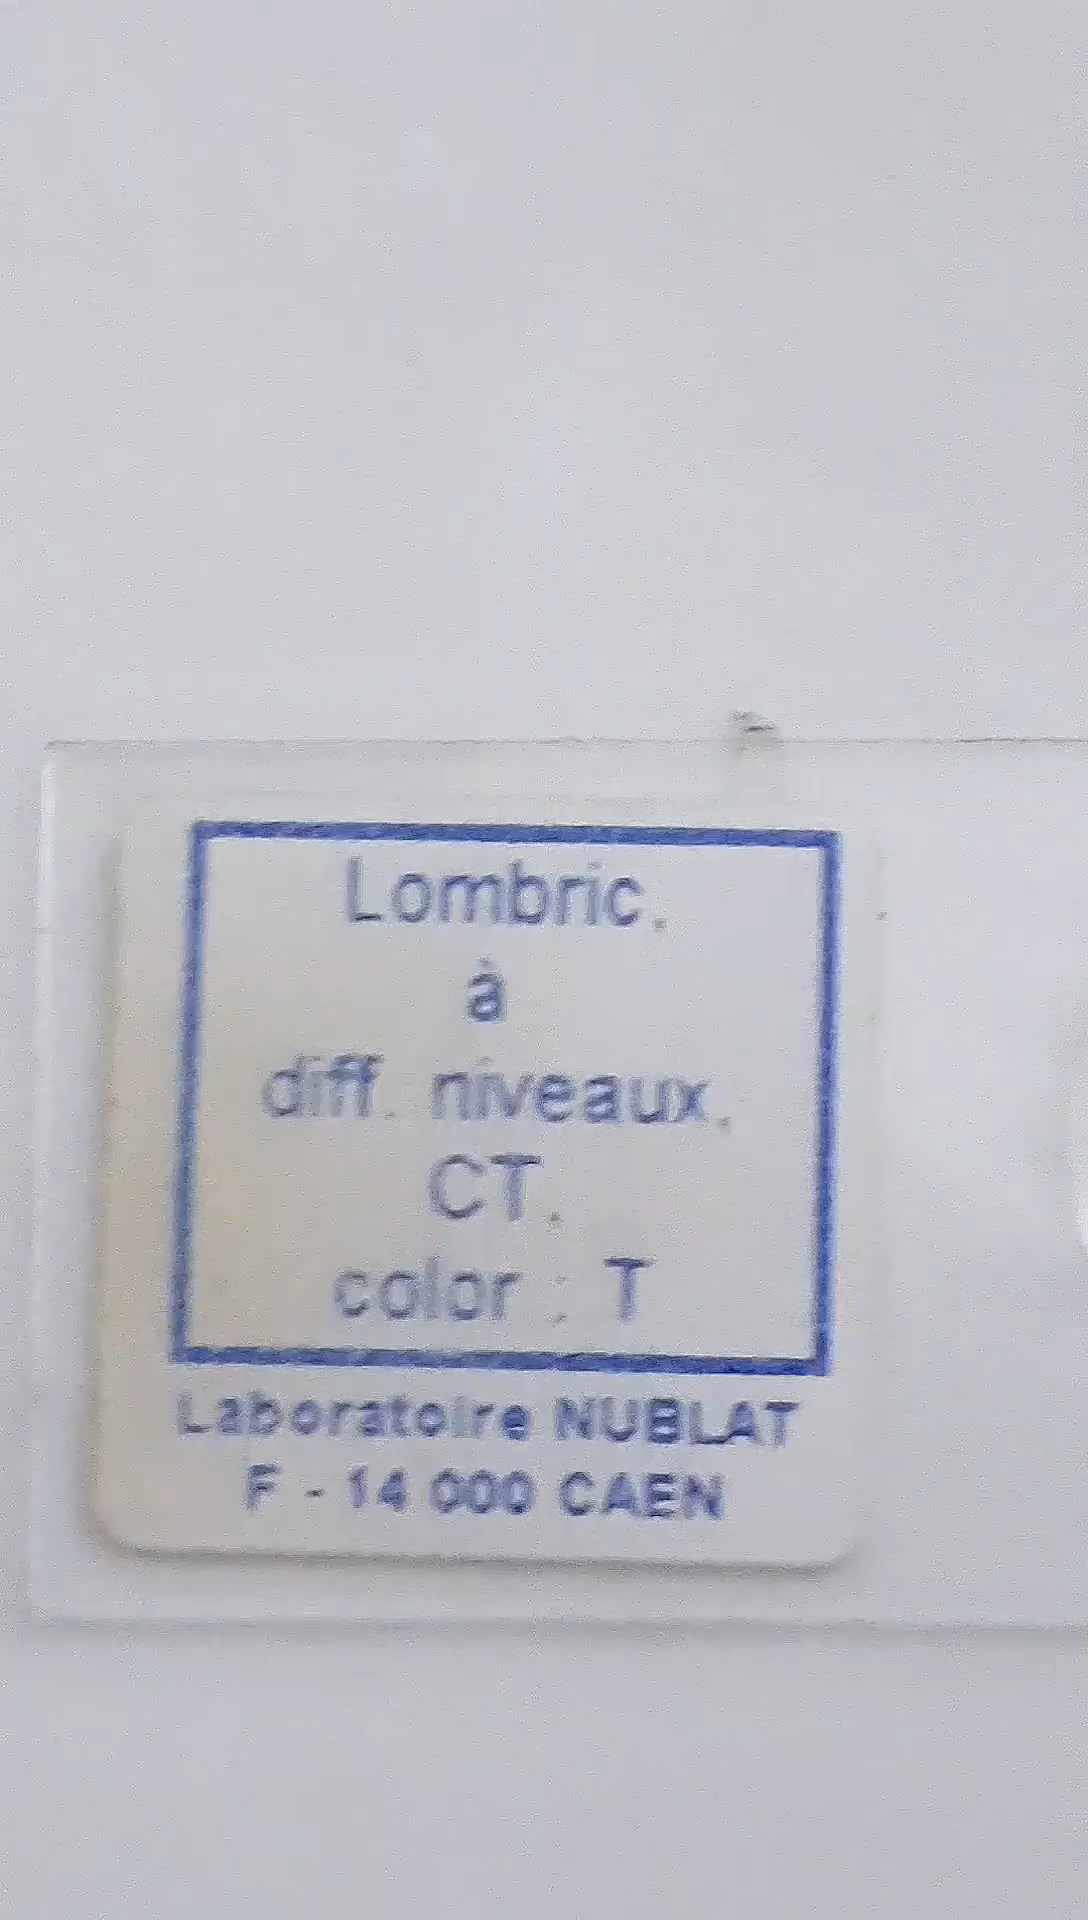 Lombric.
à
diff. niveaux.
CT.
color : T
Laboratoire NUBLAT
F - 14 000 CAEN